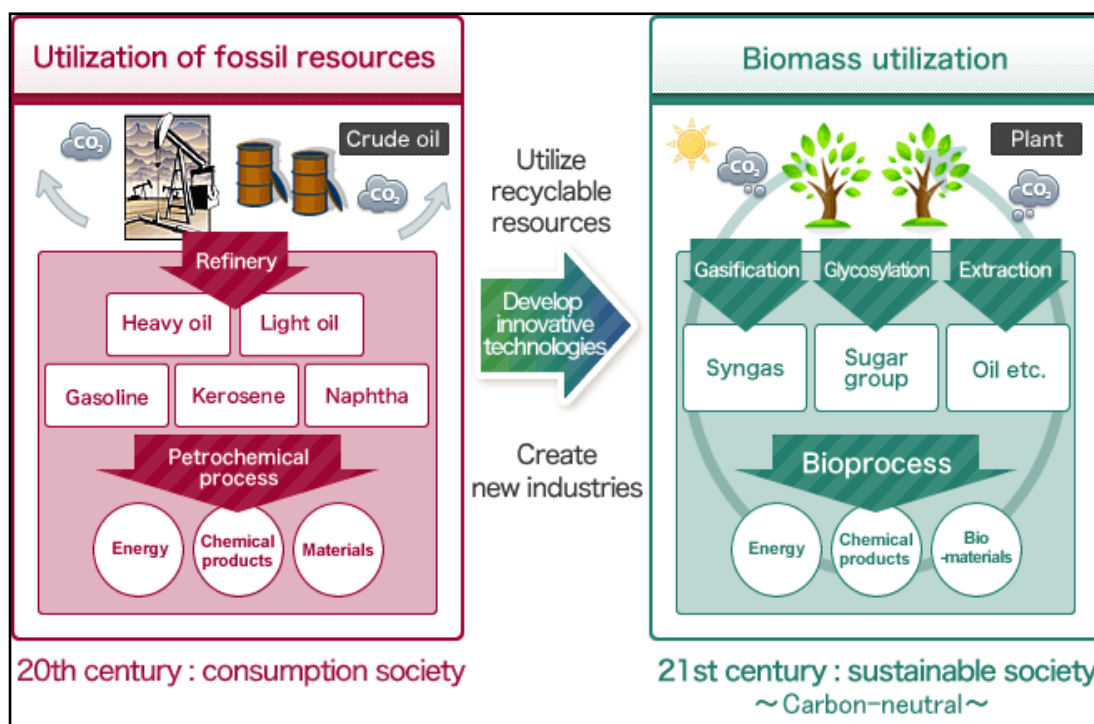 Utilization of fossil resources
CO₂
Crude oil
CO₂
Refinery
Heavy oil
Light oil
Gasoline
Kerosene
Naphtha
Petrochemical
process
Energy
Chemical
products
Materials
20th century : consumption society
Utilize
recyclable
resources
Develop
innovative
technologies
Create
new industries
Biomass utilization
CO₂
Plant
CO₂
Gasification
Glycosylation
Extraction
Syngas
Sugar
group
Oil etc.
Bioprocess
Energy
Chemical
products
Bio
-materials
21st century : sustainable society
～Carbon-neutral～